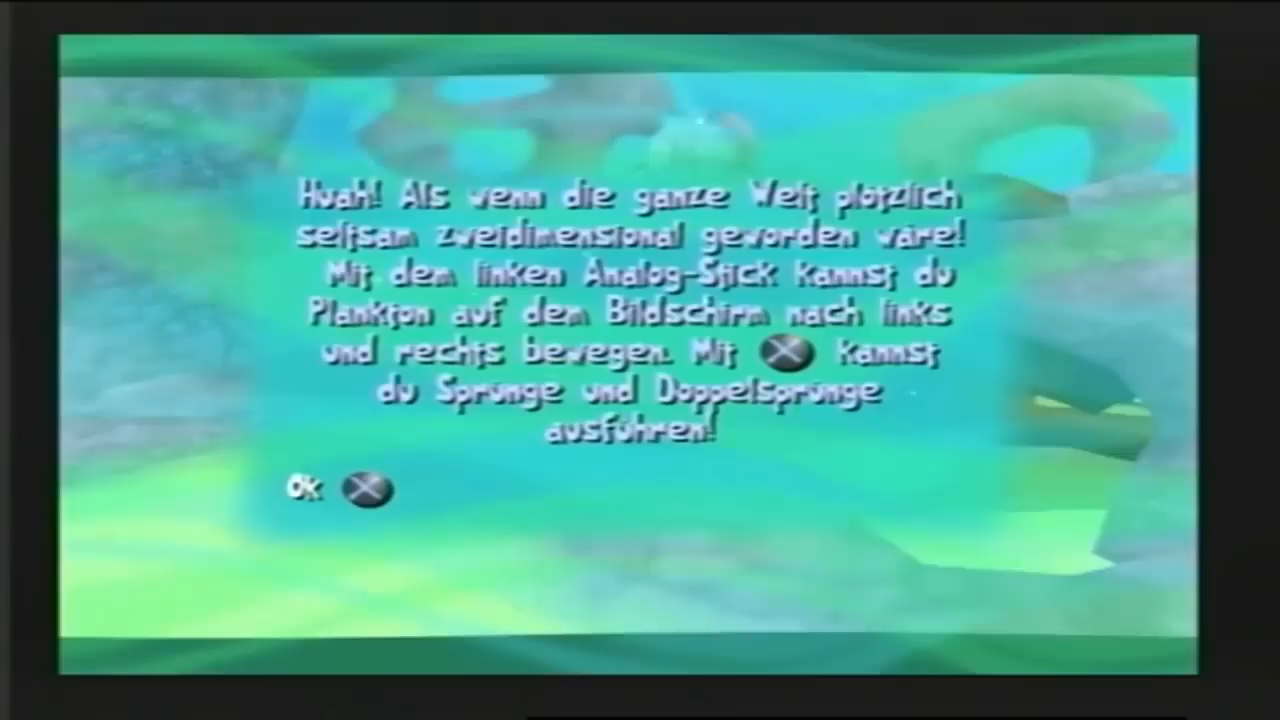 Huah! Als wenn die ganze Welt plötzlich
seltsam zweidimensional geworden wäre!
Mit dem linken Analog-Stick kannst du
Plankton auf dem Bildschirm nach links
und rechts bewegen. Mit kannst
du Sprünge und Doppelsprünge
ausführen!
Ok